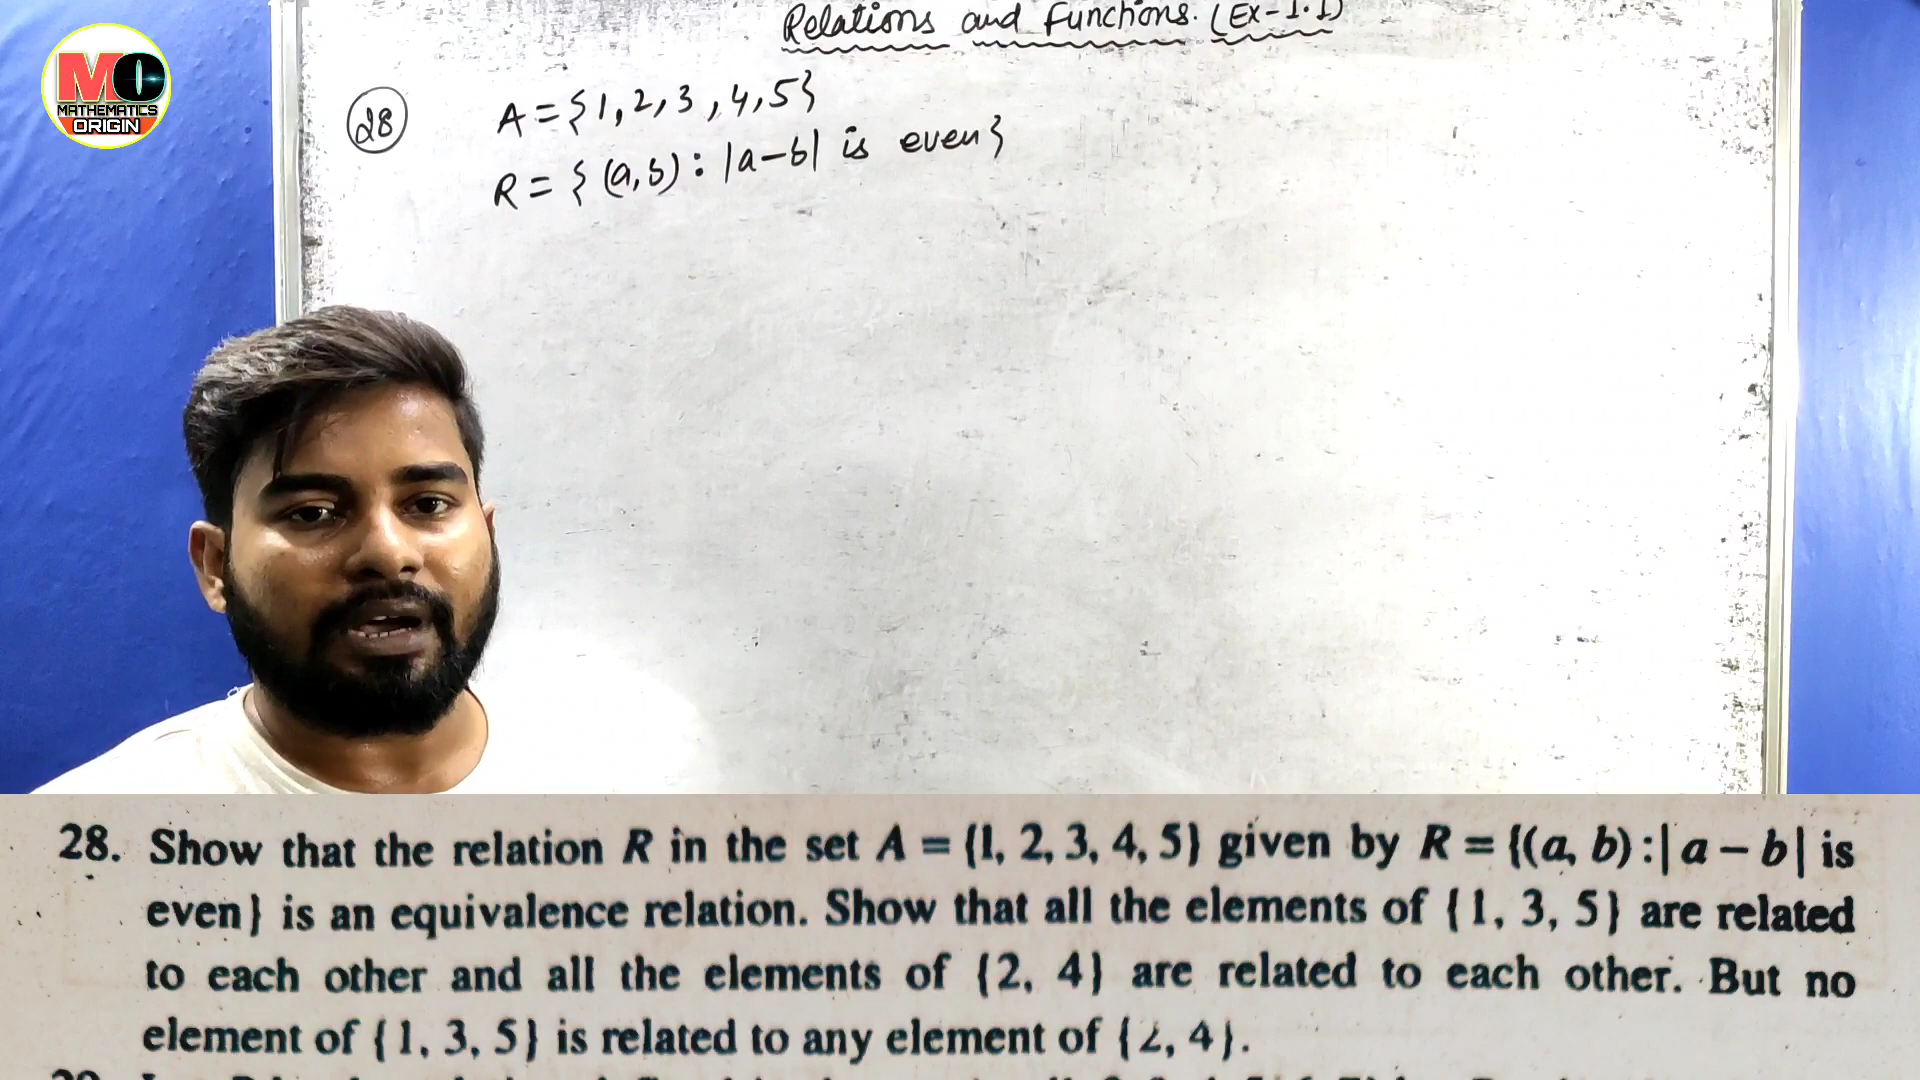 MO
MATHEMATICS
ORIGIN
Relations and Functions. (Ex-1.1)
28
A = {1, 2, 3, 4, 5}
R = {(a, b) : |a-b| is even}
28. Show that the relation R in the set A = {1, 2, 3, 4, 5} given by R = {(a, b) : | a – b | is
even} is an equivalence relation. Show that all the elements of {1, 3, 5} are related
to each other and all the elements of {2, 4} are related to each other. But no
element of {1, 3, 5} is related to any element of {2, 4}.